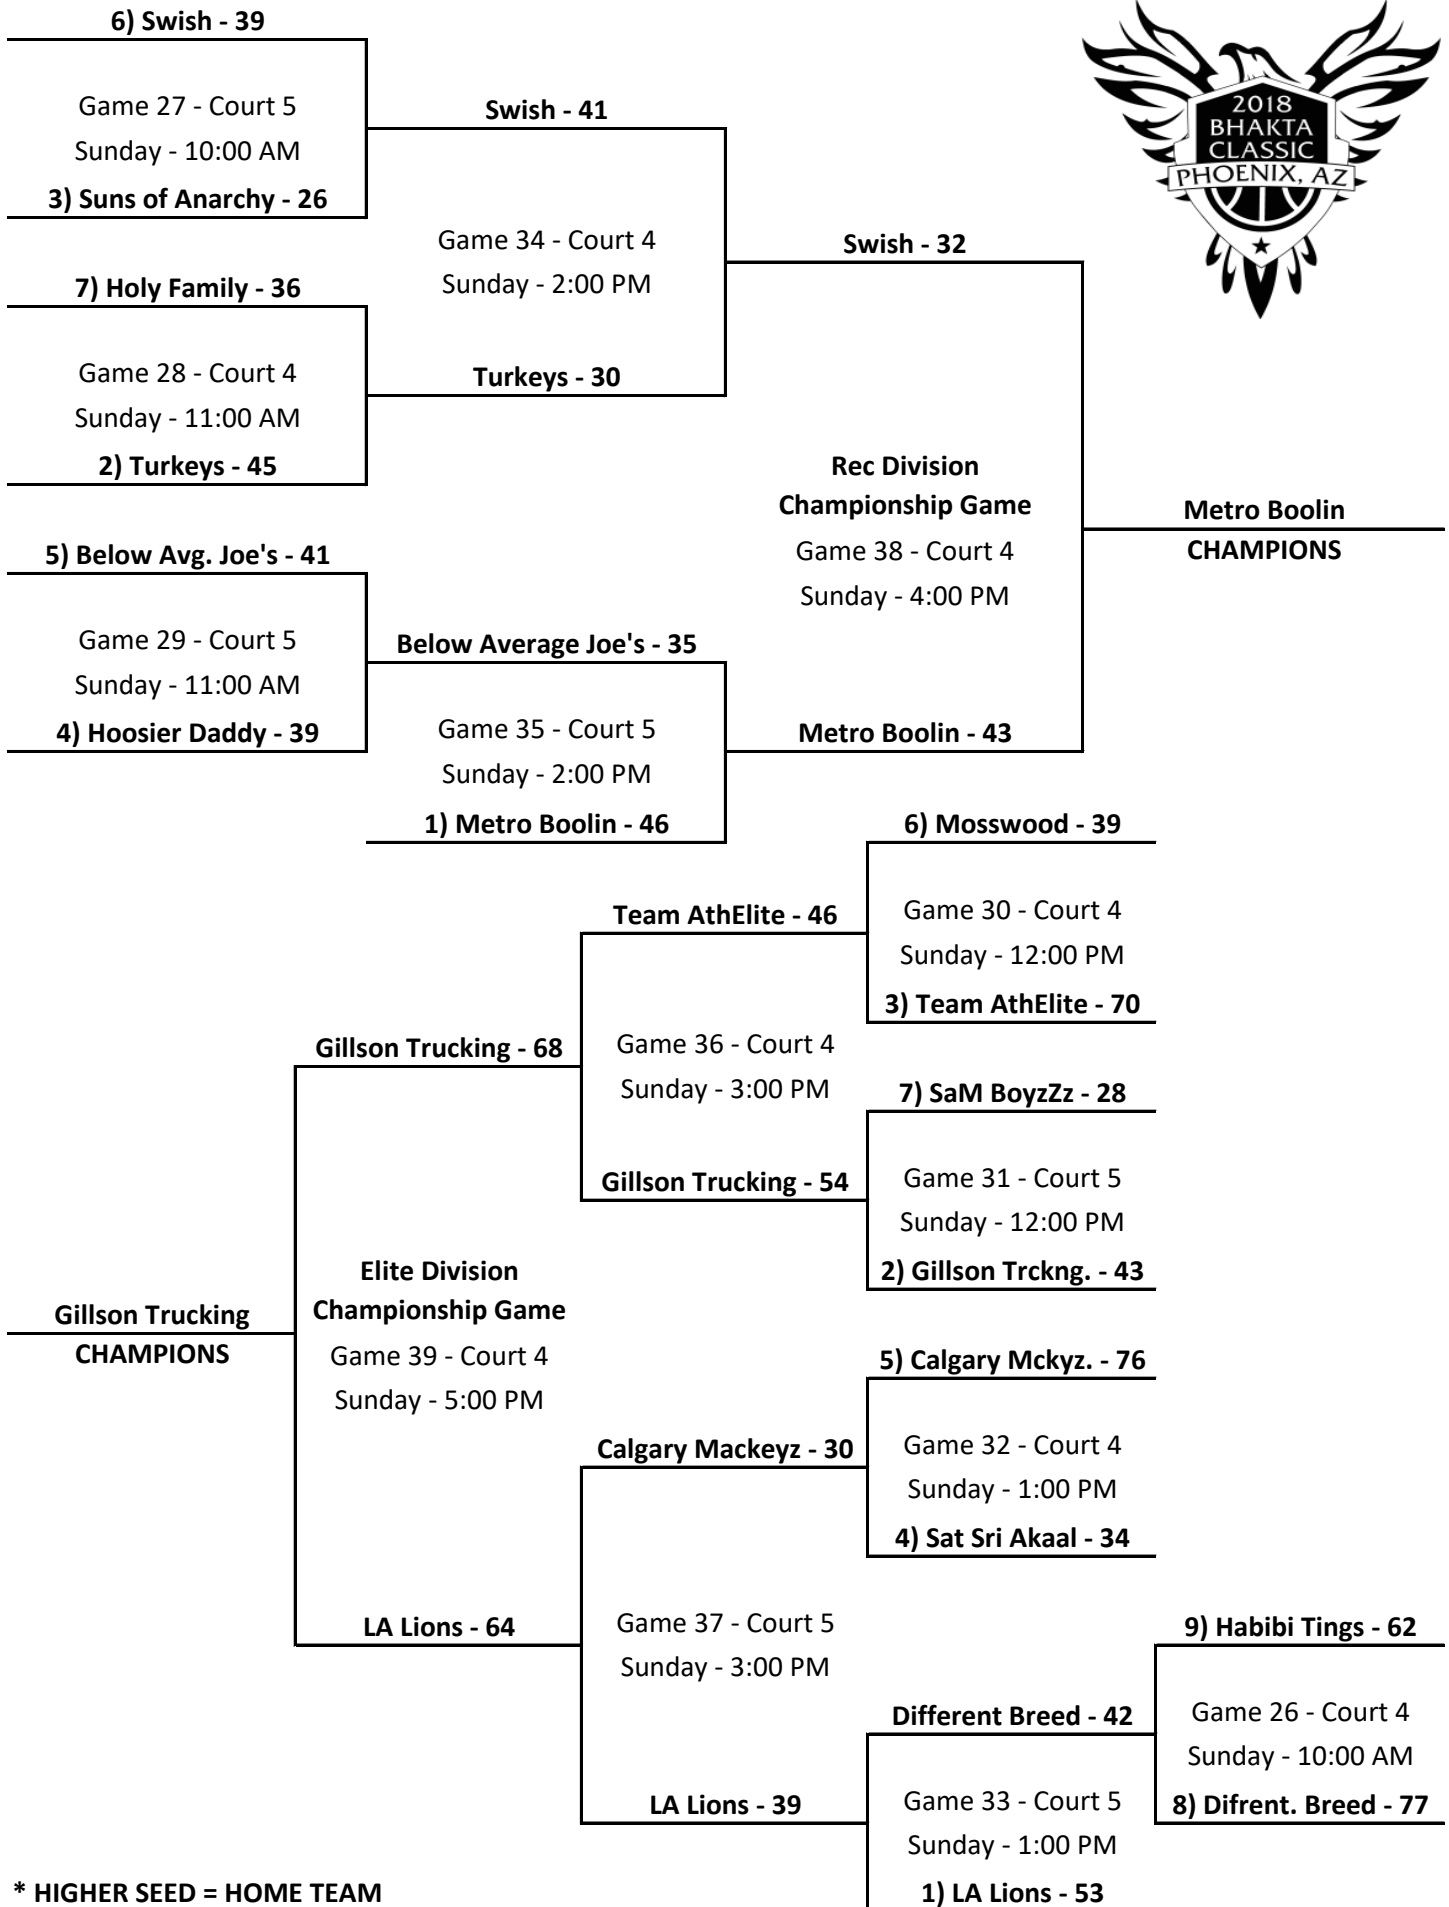 6) Swish - 39
Game 27 - Court 5
Sunday - 10:00 AM
3) Suns of Anarchy - 26
7) Holy Family - 36
Game 28 - Court 4
Sunday - 11:00 AM
2) Turkeys - 45
5) Below Avg. Joe's - 41
Game 29 - Court 5
Sunday - 11:00 AM
4) Hoosier Daddy - 39
Swish - 41
Game 34 - Court 4
Sunday - 2:00 PM
Turkeys - 30
Below Average Joe's - 35
Game 35 - Court 5
Sunday - 2:00 PM
1) Metro Boolin - 46
Swish - 32
Rec Division
Championship Game
Game 38 - Court 4
Sunday - 4:00 PM
Metro Boolin - 43
Metro Boolin
CHAMPIONS
2018
BHAKTA
CLASSIC
PHOENIX, AZ
6) Mosswood - 39
Game 30 - Court 4
Sunday - 12:00 PM
3) Team AthElite - 70
7) SaM BoyzZz - 28
Game 31 - Court 5
Sunday - 12:00 PM
2) Gillson Trckng. - 43
5) Calgary Mckyz. - 76
Game 32 - Court 4
Sunday - 1:00 PM
4) Sat Sri Akaal - 34
9) Habibi Tings - 62
Game 26 - Court 4
Sunday - 10:00 AM
8) Difrent. Breed - 77
Different Breed - 42
Game 33 - Court 5
Sunday - 1:00 PM
1) LA Lions - 53
Team AthElite - 46
Game 36 - Court 4
Sunday - 3:00 PM
Gillson Trucking - 54
Calgary Mackeyz - 30
Game 37 - Court 5
Sunday - 3:00 PM
LA Lions - 39
Gillson Trucking - 68
Elite Division
Championship Game
Game 39 - Court 4
Sunday - 5:00 PM
LA Lions - 64
Gillson Trucking
CHAMPIONS
* HIGHER SEED = HOME TEAM